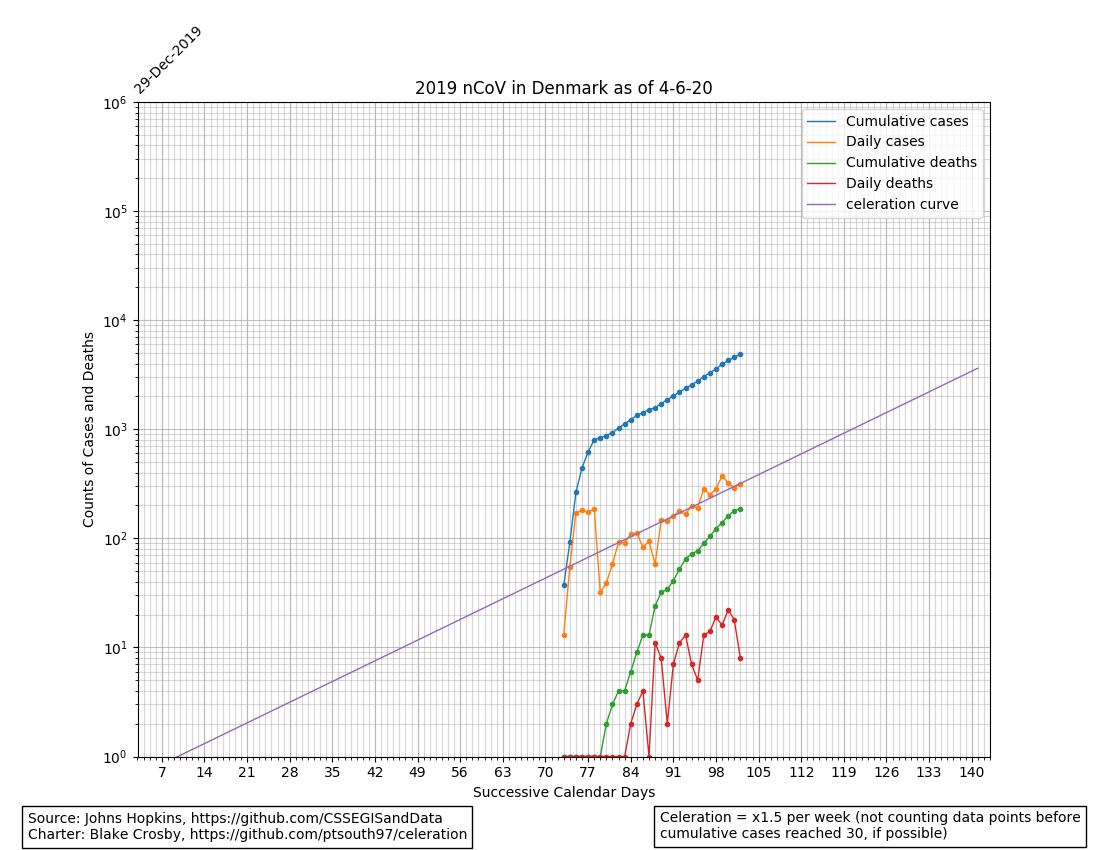 29-Dec-2019
2019 nCoV in Denmark as of 4-6-20
Cumulative cases
Daily cases
Cumulative deaths
Daily deaths
celeration curve
10^6
10^5
10^4
10^3
10^2
10^1
10^0
Counts of Cases and Deaths
7 14 21 28 35 42 49 56 63 70 77 84 91 98 105 112 119 126 133 140
Successive Calendar Days
Source: Johns Hopkins, https://github.com/CSSEGISandData
Charter: Blake Crosby, https://github.com/ptsouth97/celeration
Celeration = x1.5 per week (not counting data points before
cumulative cases reached 30, if possible)